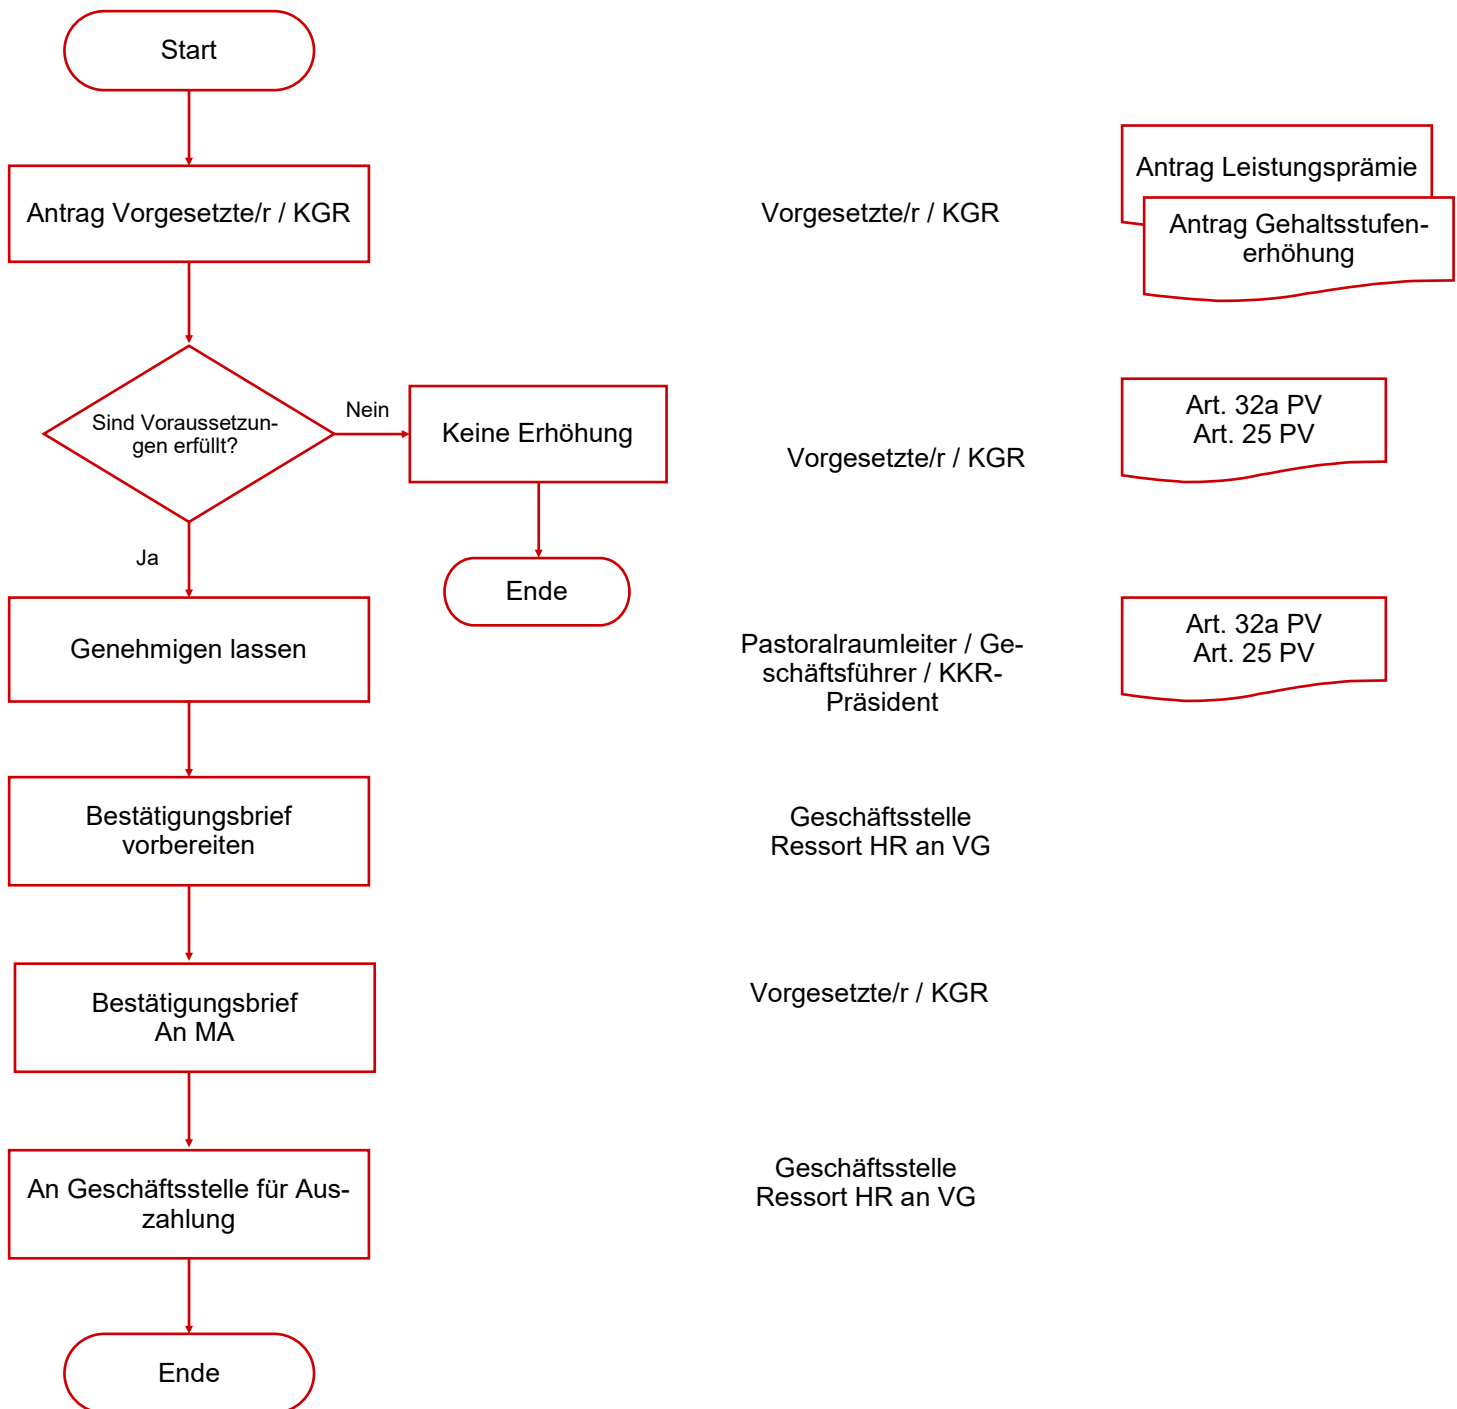 Start
Antrag Vorgesetzte/r / KGR
Vorgesetzte/r / KGR
Antrag Leistungsprämie
Antrag Gehaltsstufen-
erhöhung
Sind Voraussetzun-
gen erfüllt?
Nein
Keine Erhöhung
Vorgesetzte/r / KGR
Art. 32a PV
Art. 25 PV
Ja
Ende
Genehmigen lassen
Pastoralraumleiter / Ge-
schäftsführer / KKR-
Präsident
Art. 32a PV
Art. 25 PV
Bestätigungsbrief
vorbereiten
Geschäftsstelle
Ressort HR an VG
Bestätigungsbrief
An MA
Vorgesetzte/r / KGR
An Geschäftsstelle für Aus-
zahlung
Geschäftsstelle
Ressort HR an VG
Ende